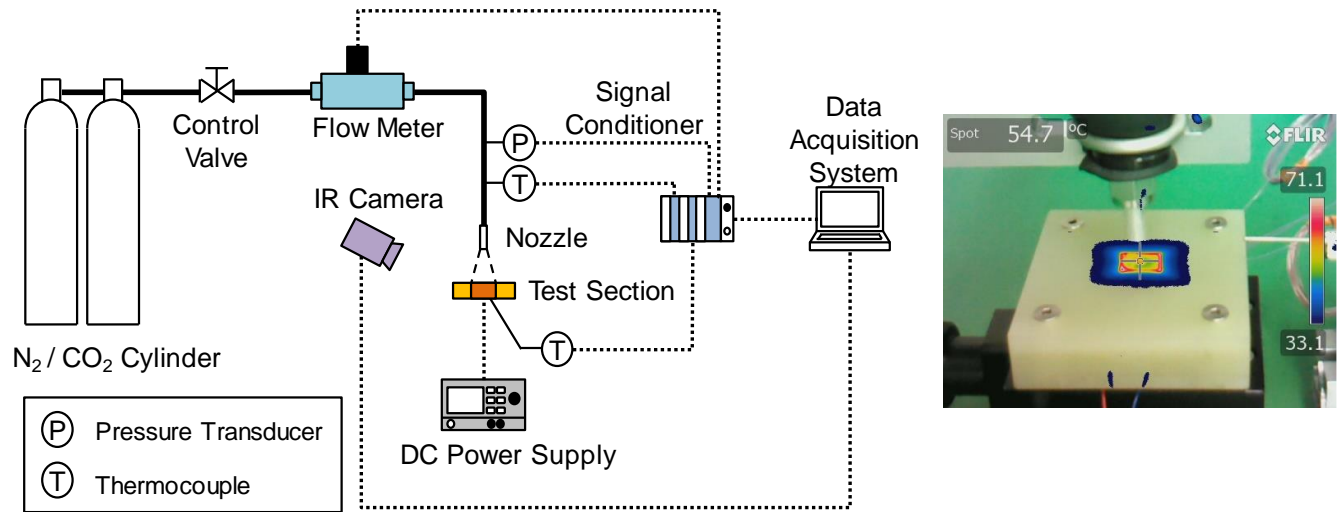 Control
Valve
Flow Meter
Signal
Conditioner
Data
Acquisition
System
P
T
IR Camera
Nozzle
Test Section
T
N₂ / CO₂ Cylinder
DC Power Supply
P Pressure Transducer
T Thermocouple
Spot 54.7 °C
FLIR
71.1
33.1